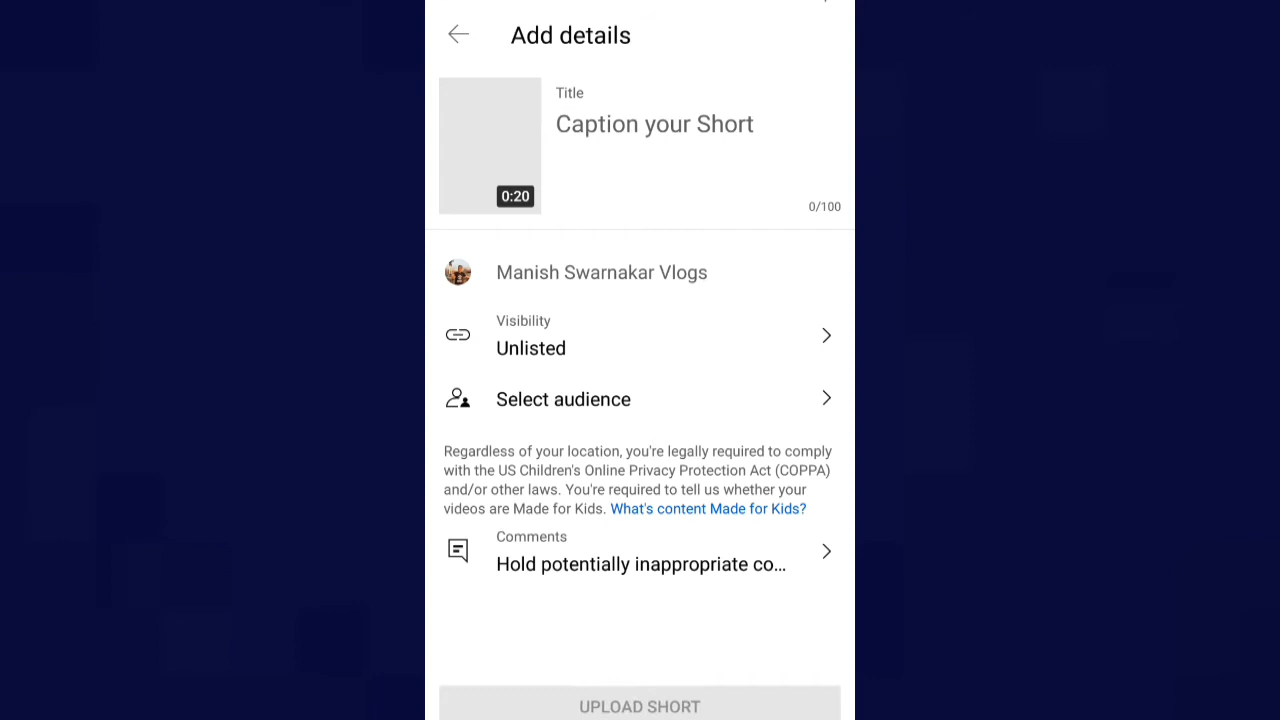 Add details
Title
Caption your Short
0:20
0/100
Manish Swarnakar Vlogs
Visibility
Unlisted
Select audience
Regardless of your location, you're legally required to comply
with the US Children's Online Privacy Protection Act (COPPA)
and/or other laws. You're required to tell us whether your
videos are Made for Kids. What's content Made for Kids?
Comments
Hold potentially inappropriate co...
UPLOAD SHORT